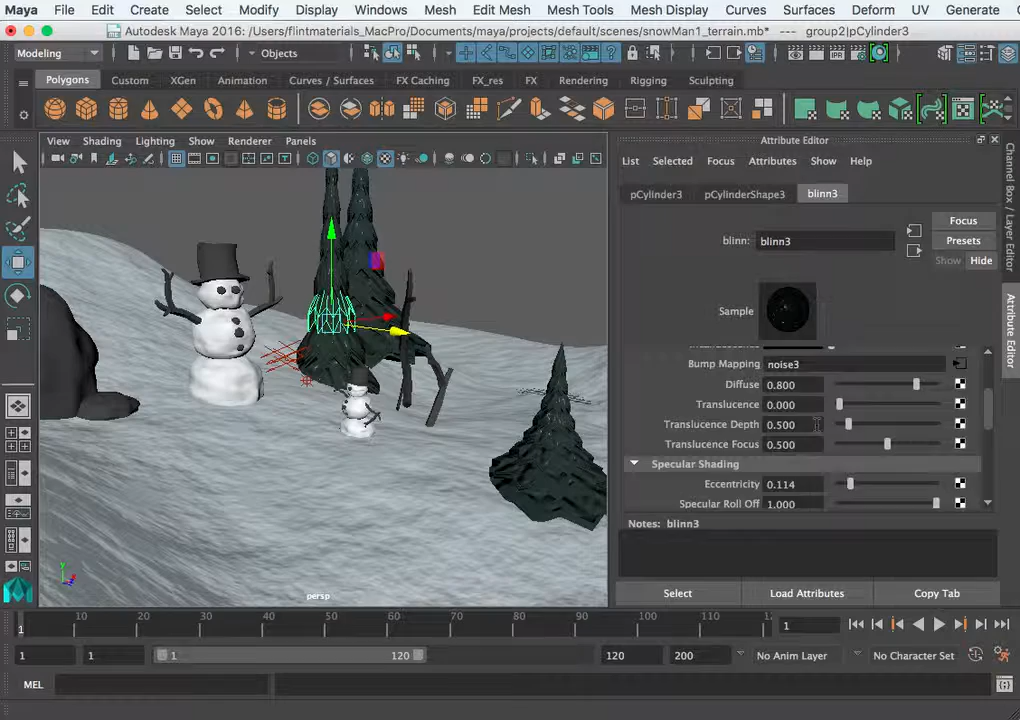 Maya File Edit Create Select Modify Display Windows Mesh Edit Mesh Mesh Tools Mesh Display Curves Surfaces Deform UV Generate
Autodesk Maya 2016: /Users/flintmaterials_MacPro/Documents/maya/projects/default/scenes/snowMan1_terrain.mb* --- group2|pCylinder3
Modeling Objects
Polygons Custom XGen Animation Curves / Surfaces FX Caching FX_res FX Rendering Rigging Sculpting
View Shading Lighting Show Renderer Panels
Attribute Editor
List Selected Focus Attributes Show Help
pCylinder3 pCylinderShape3 blinn3
Focus
blinn: blinn3
Presets
Show Hide
Sample
Bump Mapping noise3
Diffuse 0.800
Translucence 0.000
Translucence Depth 0.500
Translucence Focus 0.500
Specular Shading
Eccentricity 0.114
Specular Roll Off 1.000
Notes: blinn3
Select Load Attributes Copy Tab
Channel Box / Layer Editor
Attribute Editor
y
persp
1 10 20 30 40 50 60 70 80 90 100 110 1
1
1 1 1 120 120 200 No Anim Layer No Character Set
MEL